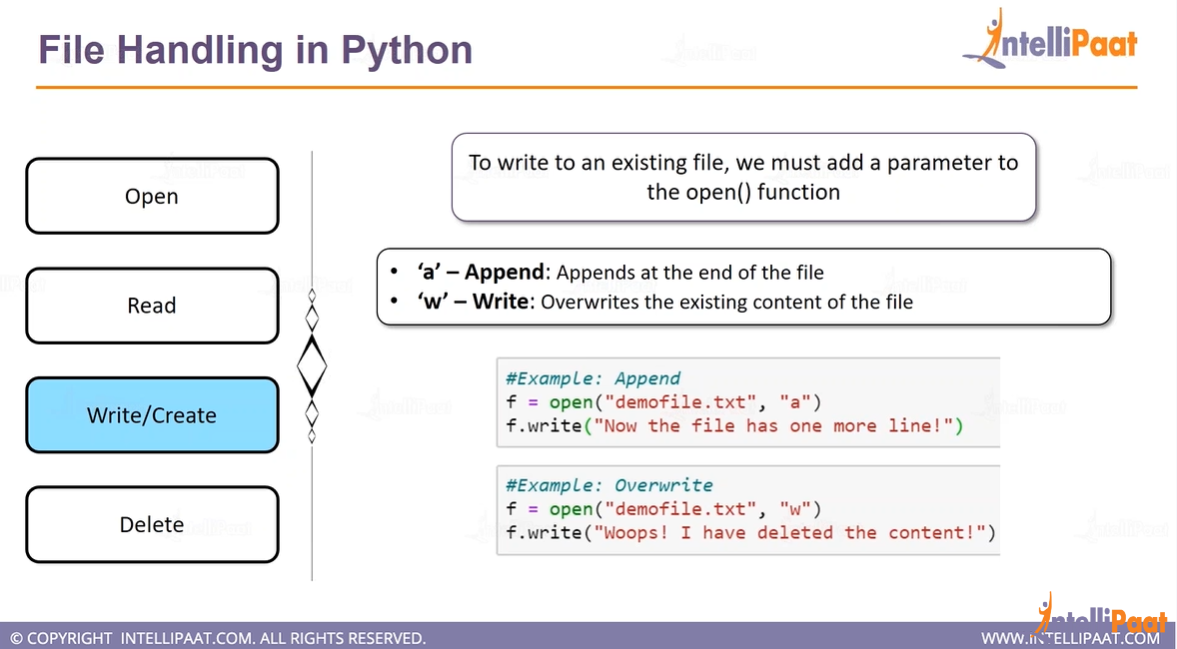 File Handling in Python
IntelliPaat
Open
Read
Write/Create
Delete
To write to an existing file, we must add a parameter to
the open() function
• ‘a’ – Append: Appends at the end of the file
• ‘w’ – Write: Overwrites the existing content of the file
#Example: Append
f = open("demofile.txt", "a")
f.write("Now the file has one more line!")
#Example: Overwrite
f = open("demofile.txt", "w")
f.write("Woops! I have deleted the content!")
IntelliPaat
© COPYRIGHT INTELLIPAAT.COM. ALL RIGHTS RESERVED.
WWW.INTELLIPAAT.COM